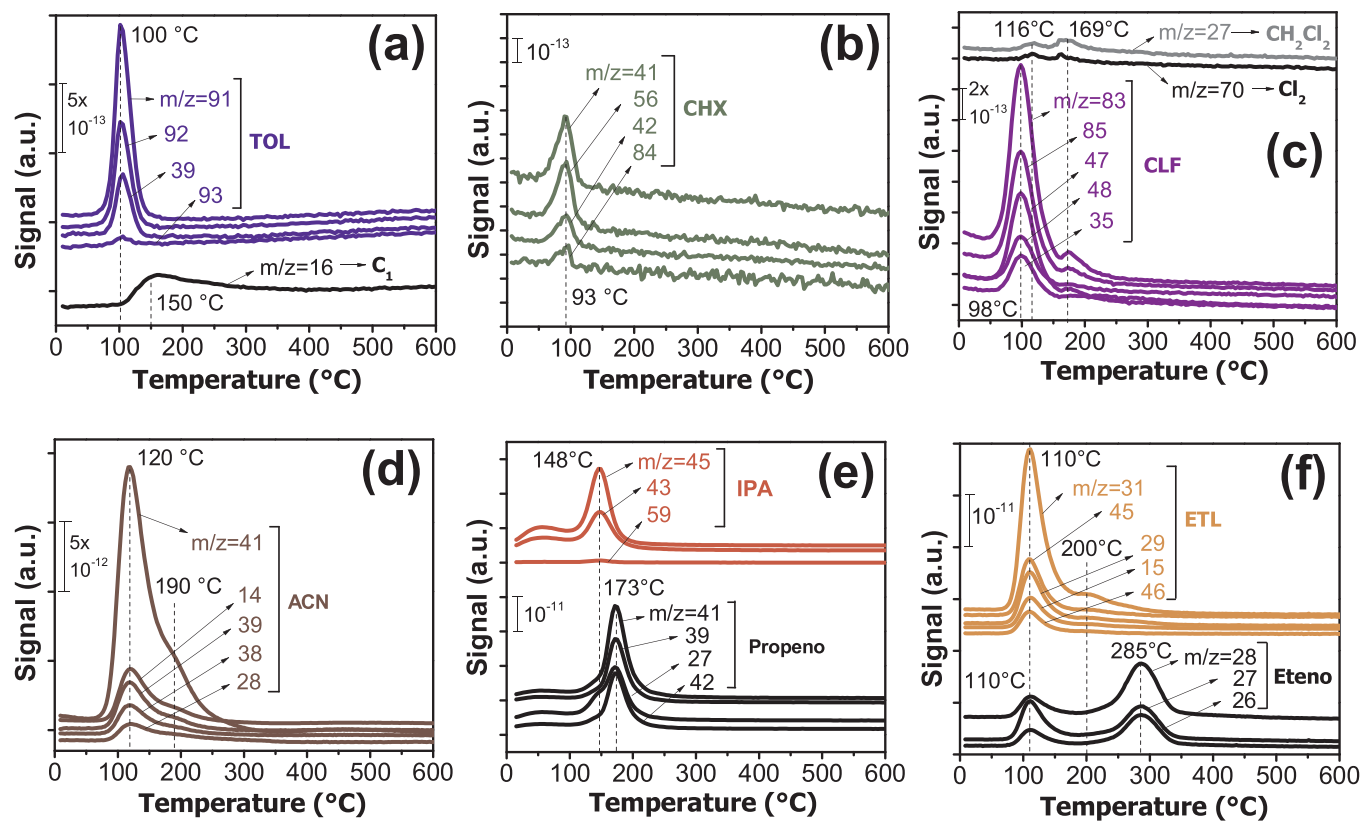 (a)
100 °C
5x
10⁻¹³
m/z=91
92
39
93
TOL
m/z=16
C₁
150 °C
Signal (a.u.)
0 100 200 300 400 500 600
Temperature (°C)
(b)
10⁻¹³
m/z=41
56
42
84
CHX
93 °C
Signal (a.u.)
0 100 200 300 400 500 600
Temperature (°C)
(c)
116°C 169°C
m/z=27 CH₂Cl₂
m/z=70 Cl₂
2x
10⁻¹³
m/z=83
85
47
48
35
CLF
98°C
Signal (a.u.)
0 100 200 300 400 500 600
Temperature (°C)
(d)
120 °C
5x
10⁻¹²
m/z=41
190 °C
14
39
38
28
ACN
Signal (a.u.)
0 100 200 300 400 500 600
Temperature (°C)
(e)
148°C
m/z=45
43
59
IPA
173°C
10⁻¹¹
m/z=41
39
27
42
Propeno
Signal (a.u.)
0 100 200 300 400 500 600
Temperature (°C)
(f)
110°C
10⁻¹¹
m/z=31
45
29
15
46
ETL
200°C
110°C
285°C
m/z=28
27
26
Eteno
Signal (a.u.)
0 100 200 300 400 500 600
Temperature (°C)